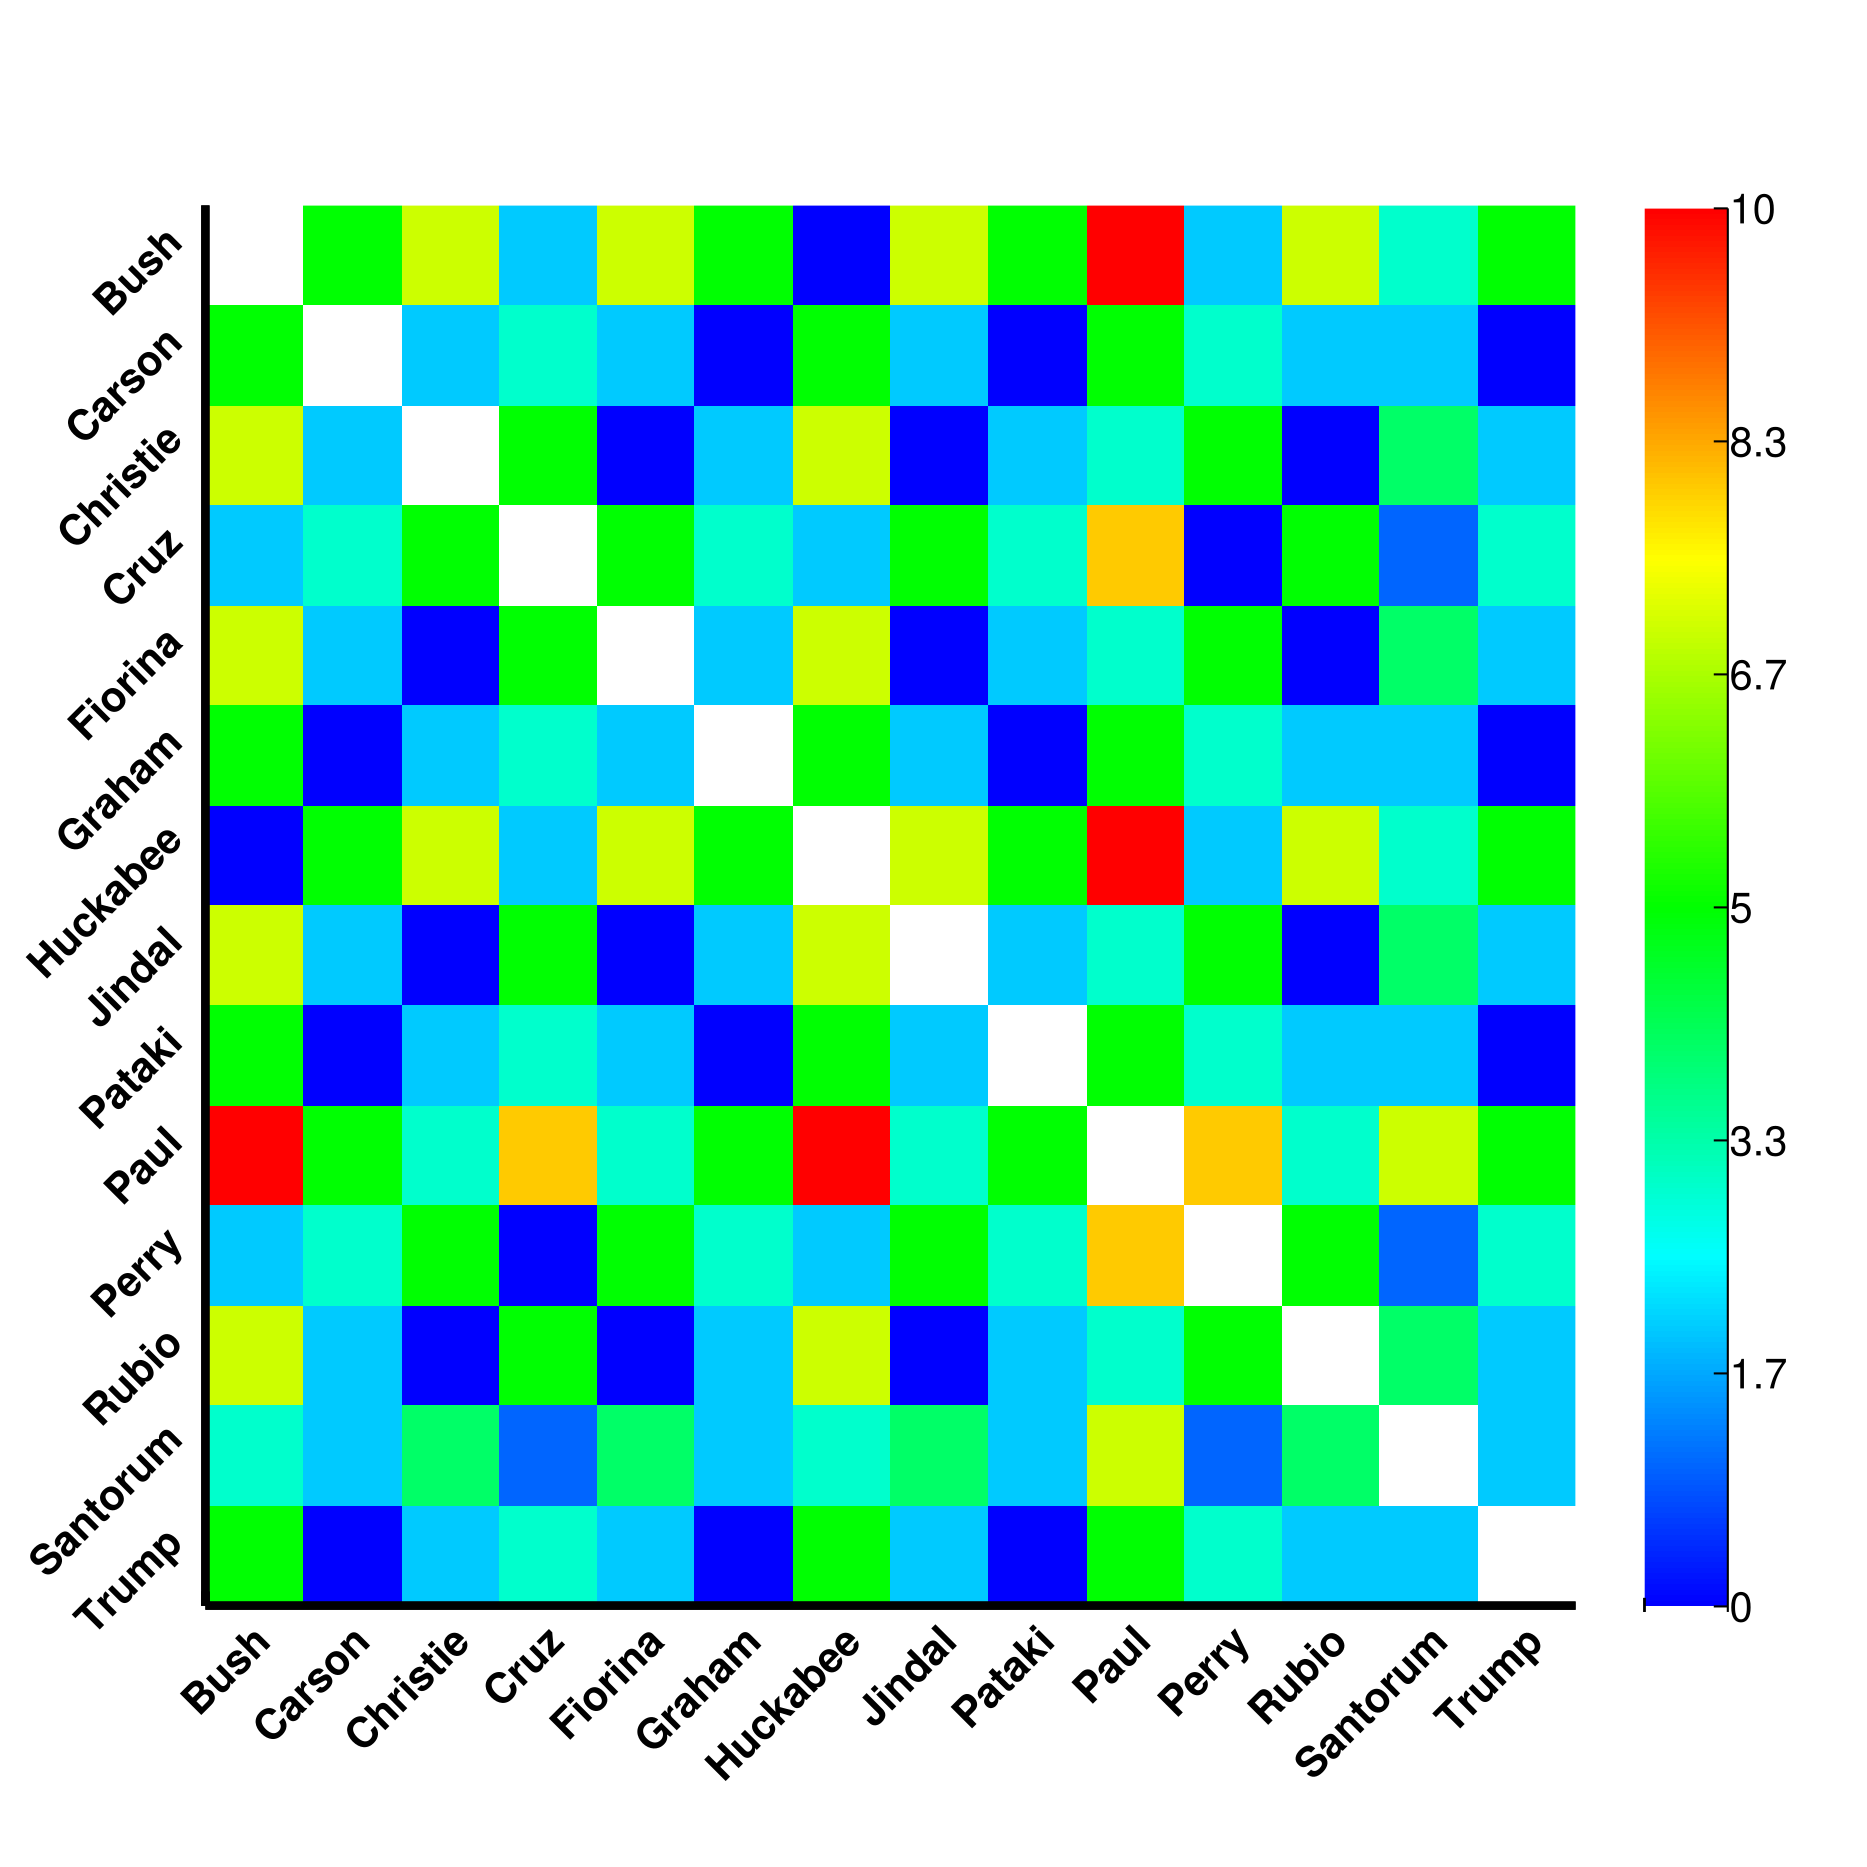 Bush
Carson
Christie
Cruz
Fiorina
Graham
Huckabee
Jindal
Pataki
Paul
Perry
Rubio
Santorum
Trump
Bush
Carson
Christie
Cruz
Fiorina
Graham
Huckabee
Jindal
Pataki
Paul
Perry
Rubio
Santorum
Trump
10
8.3
6.7
5
3.3
1.7
0